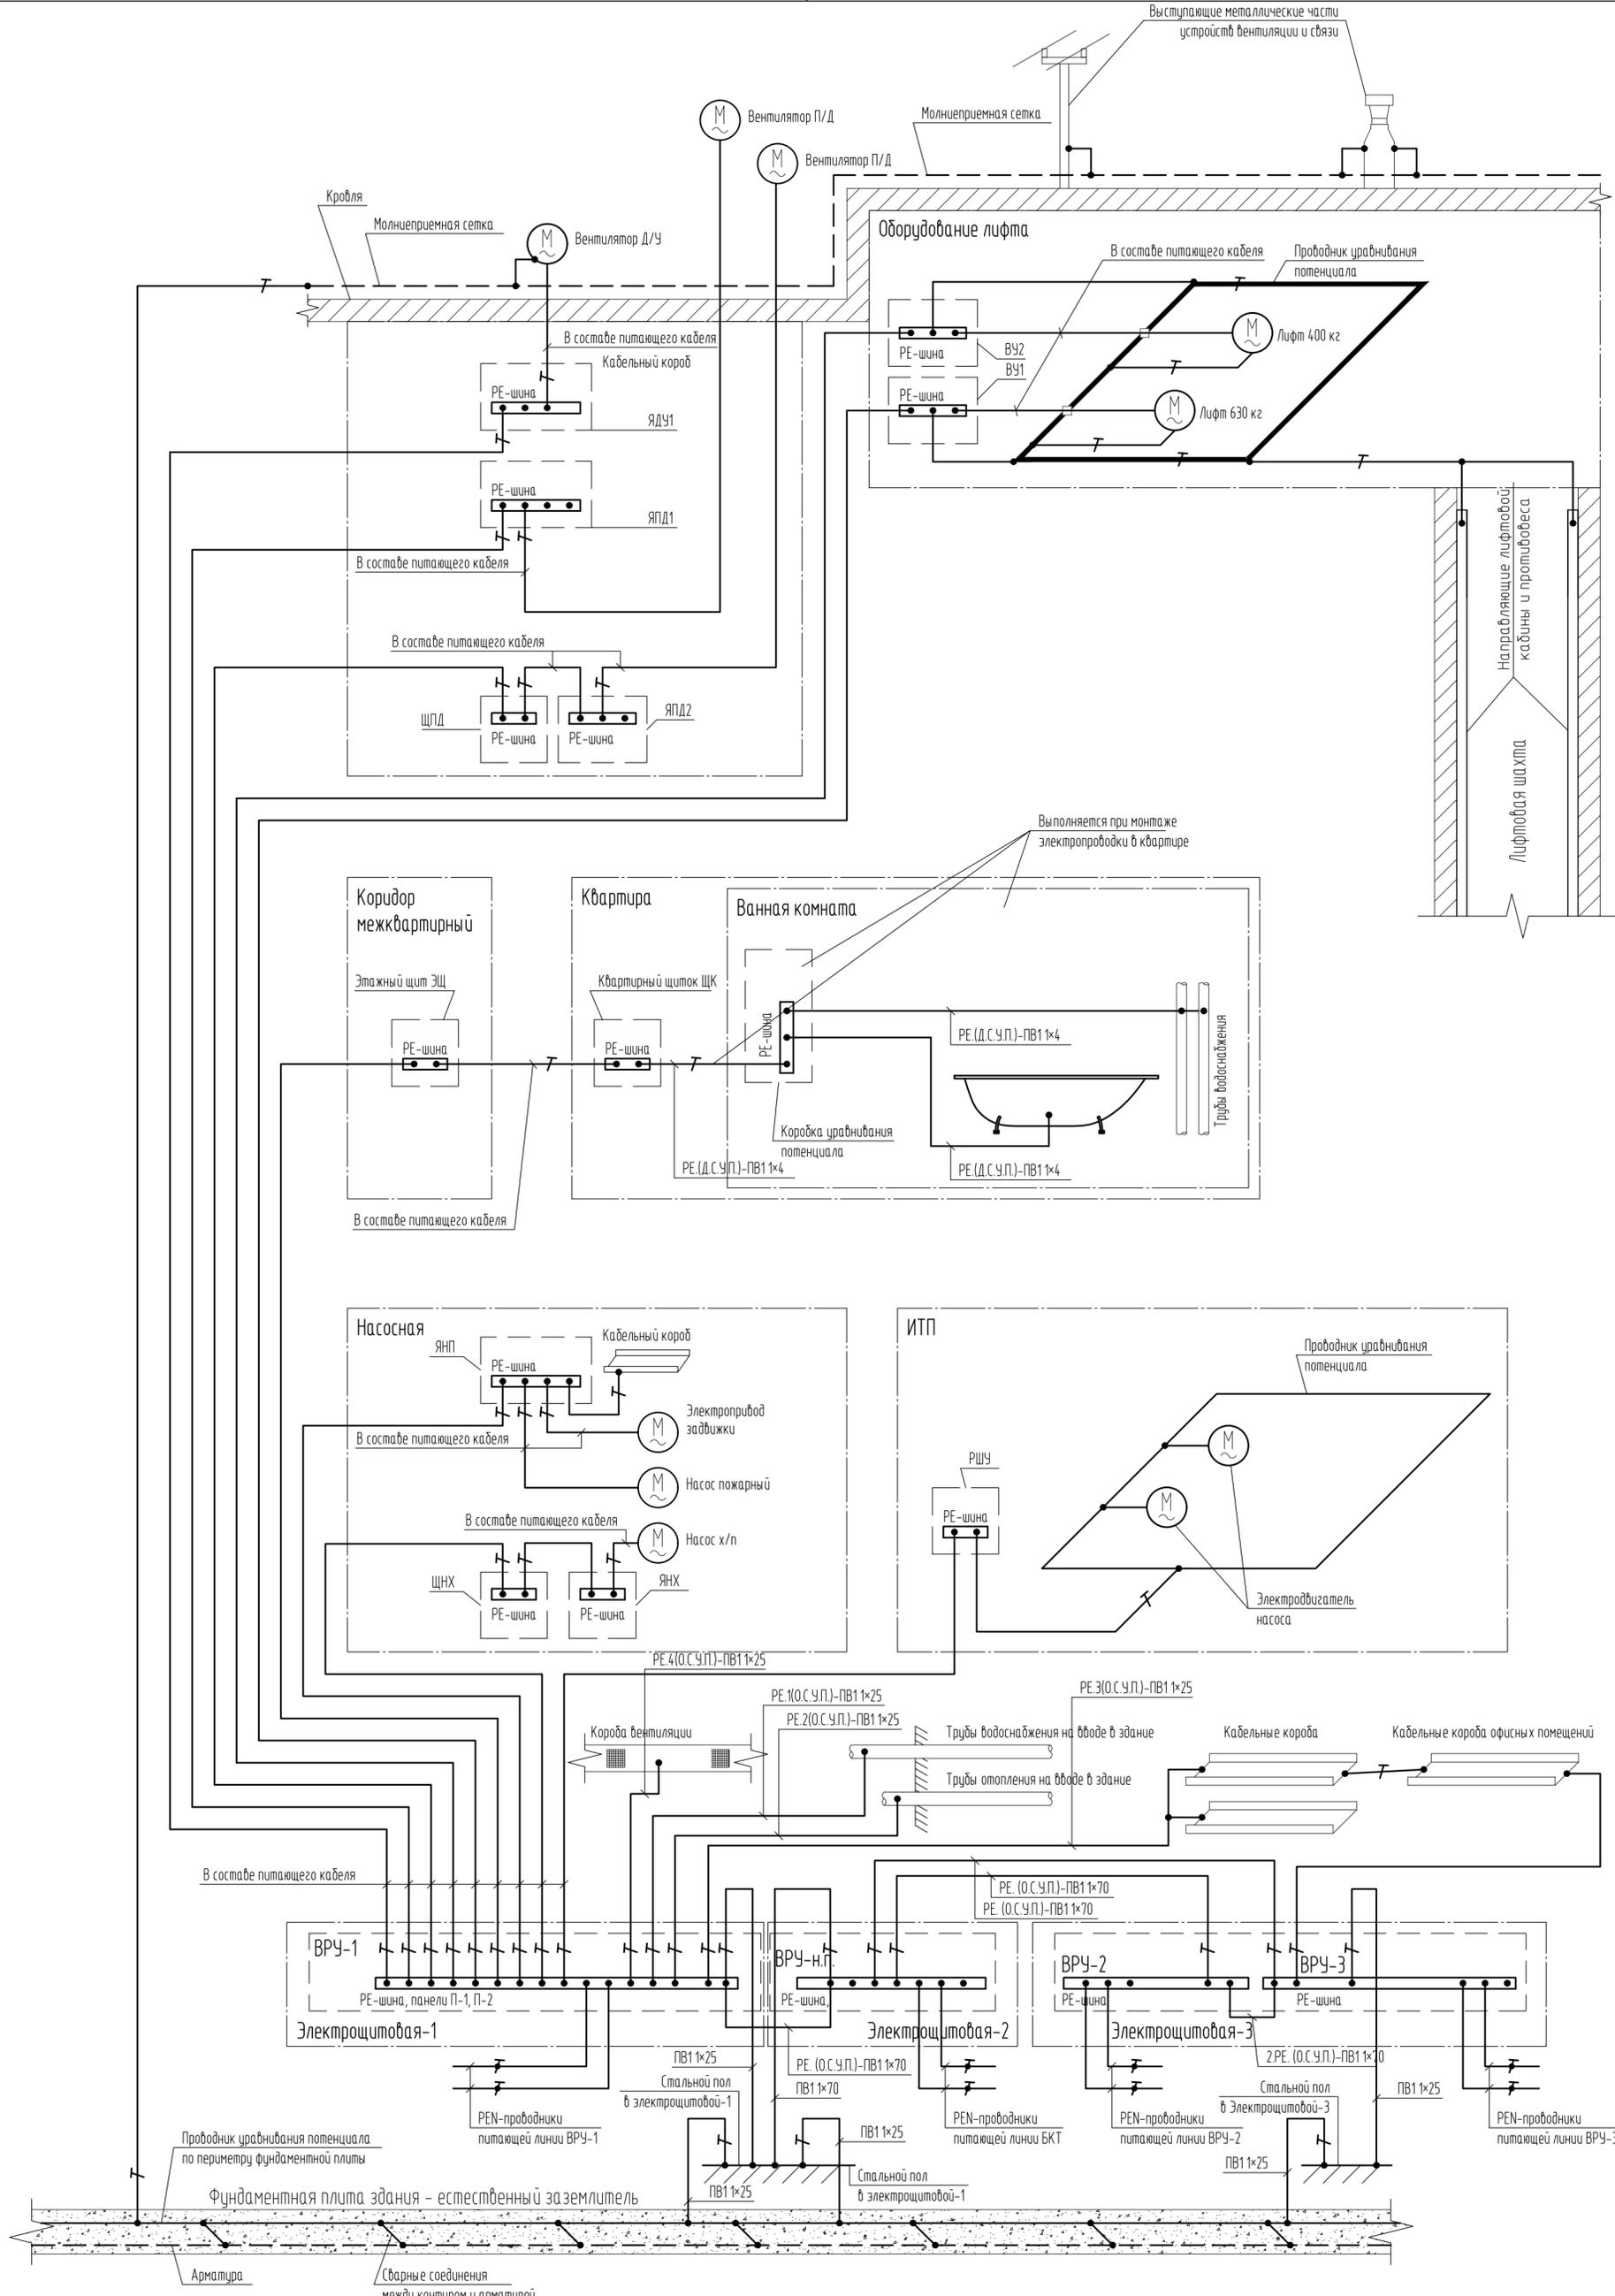 Выступающие металлические части
устройств вентиляции и связи
М
Вентилятор П/Д
Молниеприемная сетка
М
Вентилятор П/Д
Кровля
Молниеприемная сетка
М
Вентилятор Д/У
Оборудование лифта
В составе питающего кабеля
Проводник уравнивания
потенциала
В составе питающего кабеля
М
Лифт 400 кг
РЕ-шина
ВУ2
ВУ1
Кабельный короб
РЕ-шина
ЯДУ1
РЕ-шина
М
Лифт 630 кг
РЕ-шина
ЯПД1
В составе питающего кабеля
Направляющие лифтовой
кабины и противовеса
В составе питающего кабеля
ЩПД
ЯПД2
РЕ-шина
РЕ-шина
Лифтовая шахта
Выполняется при монтаже
электропроводки в квартире
Коридор
межквартирный
Квартира
Ванная комната
Этажный щит ЭЩ
Квартирный щиток ЩК
РЕ-шина
РЕ-шина
РЕ-шина
РЕ.(Д.С.У.П.)-ПВ1 1×4
Трубы водоснабжения
Коробка уравнивания
потенциала
РЕ.(Д.С.У.П.)-ПВ1 1×4
РЕ.(Д.С.У.П.)-ПВ1 1×4
В составе питающего кабеля
Насосная
ЯНП
Кабельный короб
РЕ-шина
М
Электропривод
задвижки
В составе питающего кабеля
М
Насос пожарный
В составе питающего кабеля
М
Насос х/п
ЩНХ
ЯНХ
РЕ-шина
РЕ-шина
ИТП
Проводник уравнивания
потенциала
М
РЩУ
М
РЕ-шина
Электродвигатель
насоса
РЕ.4(О.С.У.П.)-ПВ1 1×25
РЕ.1(О.С.У.П.)-ПВ1 1×25
РЕ.3(О.С.У.П.)-ПВ1 1×25
РЕ.2(О.С.У.П.)-ПВ1 1×25
Короба вентиляции
Трубы водоснабжения на вводе в здание
Кабельные короба
Кабельные короба офисных помещений
Трубы отопления на вводе в здание
В составе питающего кабеля
РЕ. (О.С.У.П.)-ПВ1 1×70
РЕ. (О.С.У.П.)-ПВ1 1×70
ВРУ-1
ВРУ-н.п.
ВРУ-2
ВРУ-3
РЕ-шина, панели П-1, П-2
РЕ-шина,
РЕ-шина
РЕ-шина
Электрощитовая-1
Электрощитовая-2
Электрощитовая-3
ПВ1 1×25
РЕ. (О.С.У.П.)-ПВ1 1×70
2.РЕ. (О.С.У.П.)-ПВ1 1×70
Стальной пол
в электрощитовой-1
ПВ1 1×70
Стальной пол
в Электрощитовой-3
ПВ1 1×25
PEN-проводники
питающей линии ВРУ-1
ПВ1 1×25
PEN-проводники
питающей линии БКТ
PEN-проводники
питающей линии ВРУ-2
PEN-проводники
питающей линии ВРУ-3
Проводник уравнивания потенциала
по периметру фундаментной плиты
ПВ1 1×25
Стальной пол
в электрощитовой-1
ПВ1 1×25
Фундаментная плита здания - естественный заземлитель
Арматура
Сварные соединения
между контуром и арматурой